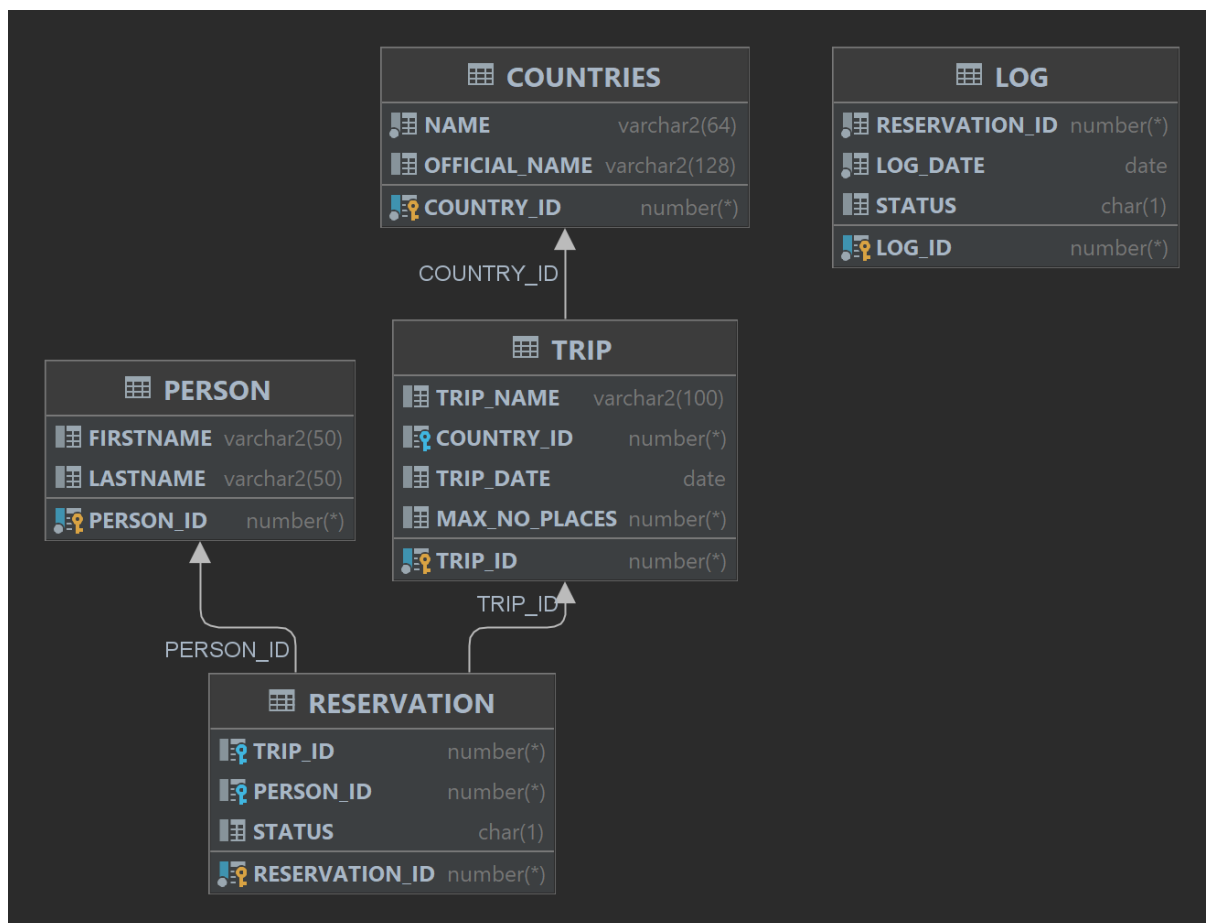 COUNTRIES
NAME varchar2(64)
OFFICIAL_NAME varchar2(128)
COUNTRY_ID number(*)
LOG
RESERVATION_ID number(*)
LOG_DATE date
STATUS char(1)
LOG_ID number(*)
COUNTRY_ID
TRIP
TRIP_NAME varchar2(100)
COUNTRY_ID number(*)
TRIP_DATE date
MAX_NO_PLACES number(*)
TRIP_ID number(*)
PERSON
FIRSTNAME varchar2(50)
LASTNAME varchar2(50)
PERSON_ID number(*)
TRIP_ID
PERSON_ID
RESERVATION
TRIP_ID number(*)
PERSON_ID number(*)
STATUS char(1)
RESERVATION_ID number(*)